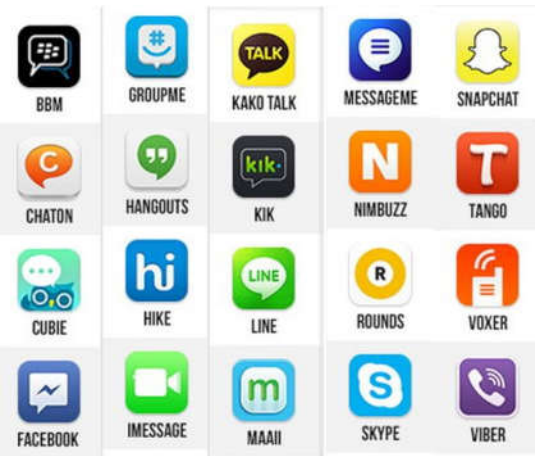 BBM
GROUPME
TALK
KAKO TALK
MESSAGEME
SNAPCHAT
C
CHATON
HANGOUTS
kik
KIK
N
NIMBUZZ
T
TANGO
CUBIE
hi
HIKE
LINE
LINE
R
ROUNDS
VOXER
FACEBOOK
IMESSAGE
m
MAAII
S
SKYPE
VIBER